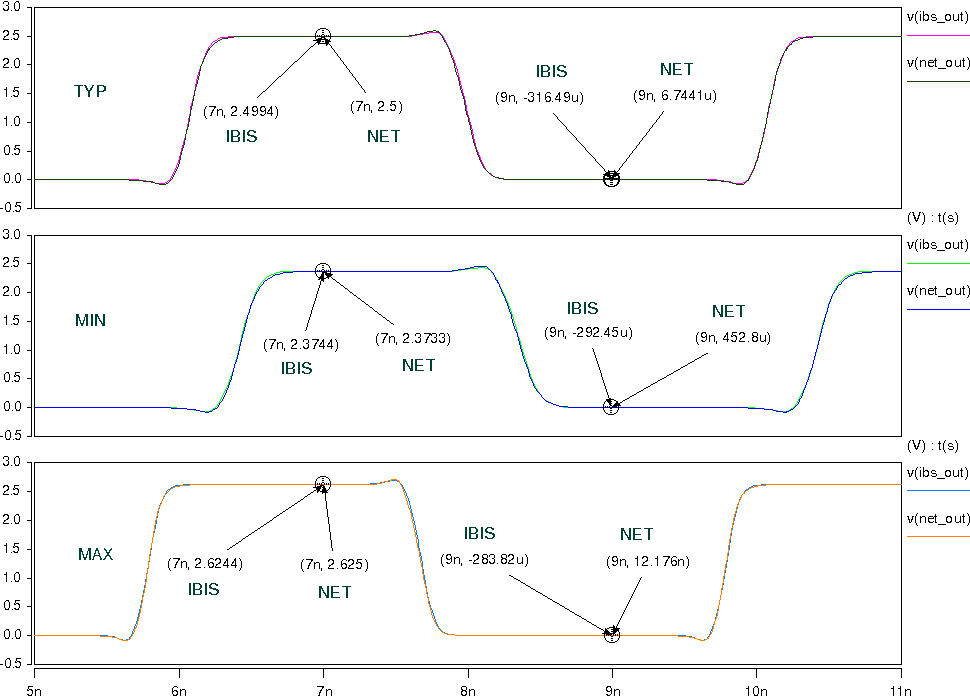 3.0
v(ibs_out)
2.5
v(net_out)
2.0
IBIS
NET
TYP
1.5
(7n, 2.4994)
(7n, 2.5)
(9n, -316.49u)
(9n, 6.7441u)
1.0
IBIS
NET
0.5
0.0
-0.5
(V) : t(s)
3.0
v(ibs_out)
2.5
v(net_out)
2.0
IBIS
NET
MIN
1.5
(7n, 2.3744)
(7n, 2.3733)
(9n, -292.45u)
(9n, 452.8u)
1.0
IBIS
NET
0.5
0.0
-0.5
(V) : t(s)
3.0
v(ibs_out)
2.5
v(net_out)
2.0
IBIS
NET
MAX
1.5
(7n, 2.6244)
(7n, 2.625)
(9n, -283.82u)
(9n, 12.176n)
1.0
IBIS
NET
0.5
0.0
-0.5
5n 6n 7n 8n 9n 10n 11n